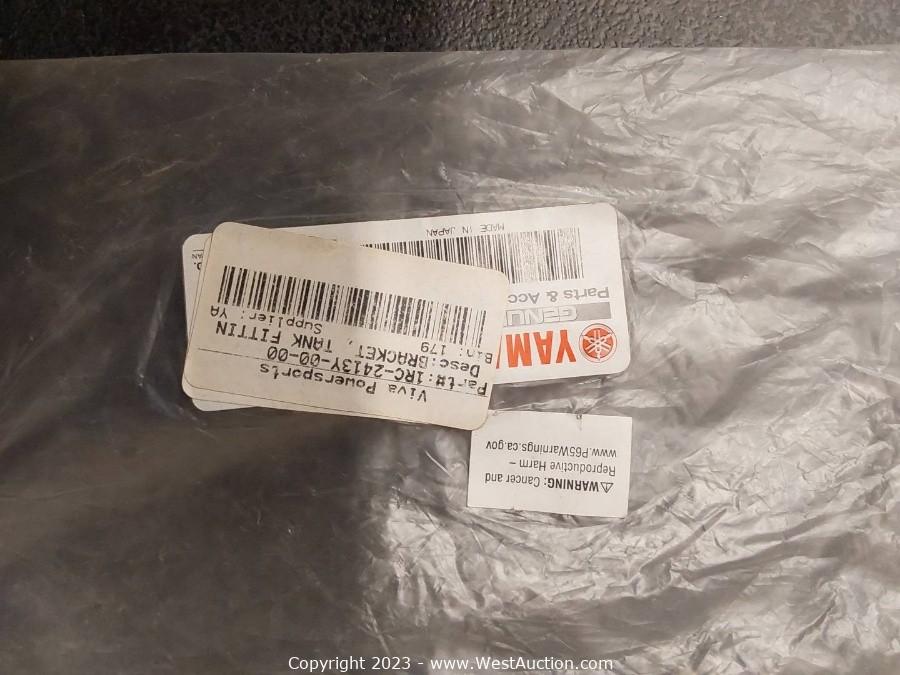 Viva Powersports
Part#: 1RC-2413Y-00-00
Desc: BRACKET, TANK FITTIN
Bin: 179
Supplier: YA
YAM
GENU
Parts & Acc
MADE IN JAPAN
⚠WARNING: Cancer and
Reproductive Harm –
www.P65Warnings.ca.gov
Copyright 2023 - www.WestAuction.com